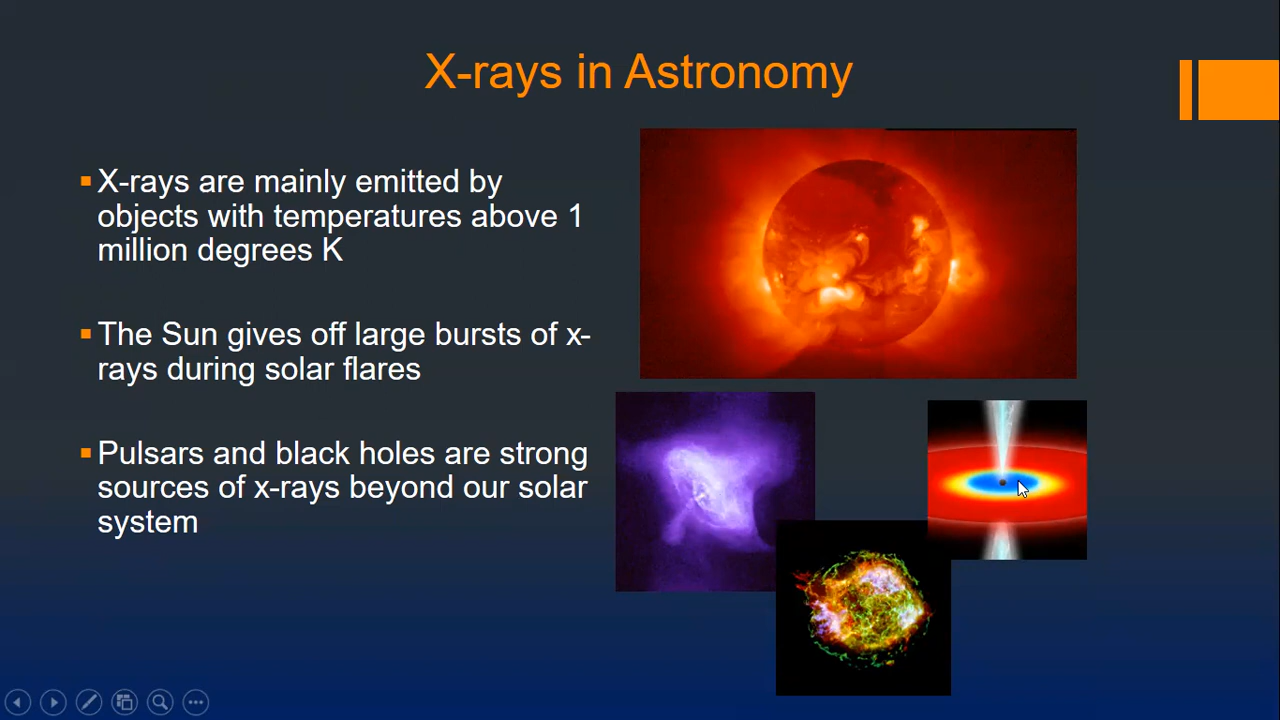 X-rays in Astronomy
X-rays are mainly emitted by
objects with temperatures above 1
million degrees K
The Sun gives off large bursts of x-
rays during solar flares
Pulsars and black holes are strong
sources of x-rays beyond our solar
system